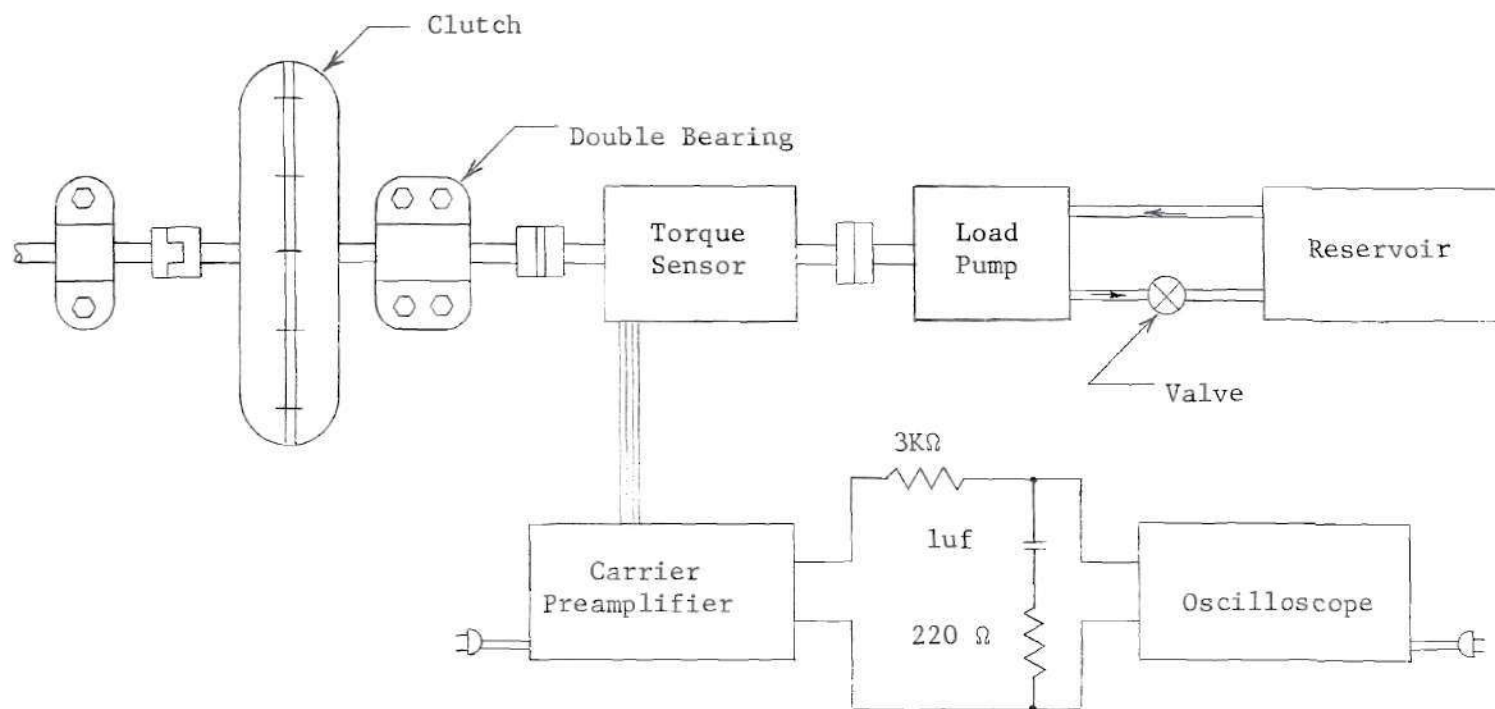 Clutch
Double Bearing
Torque
Sensor
Load
Pump
Reservoir
Valve
3KΩ
1uf
220 Ω
Carrier
Preamplifier
Oscilloscope